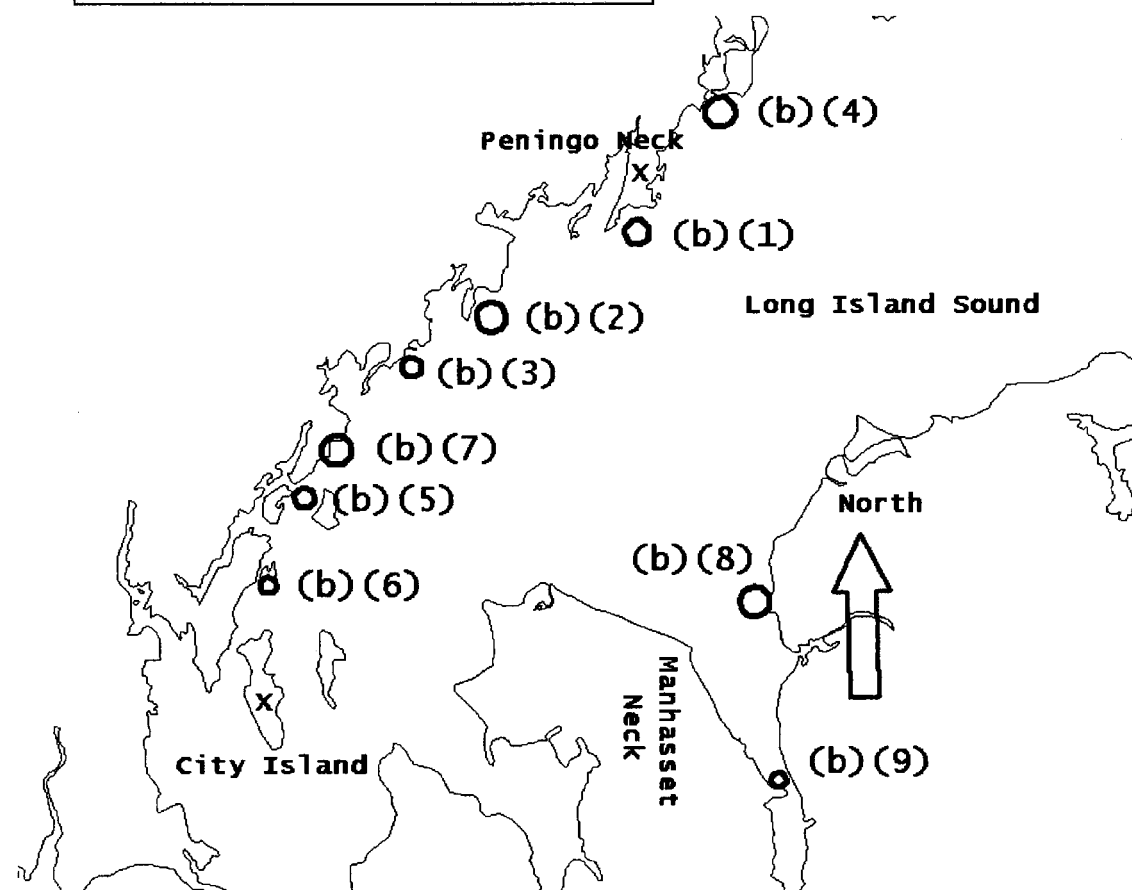 (b)(4)
Peningo Neck
x
(b)(1)
Long Island Sound
(b)(2)
(b)(3)
(b)(7)
(b)(5)
North
(b)(8)
(b)(6)
Manhasset
Neck
x
City Island
(b)(9)